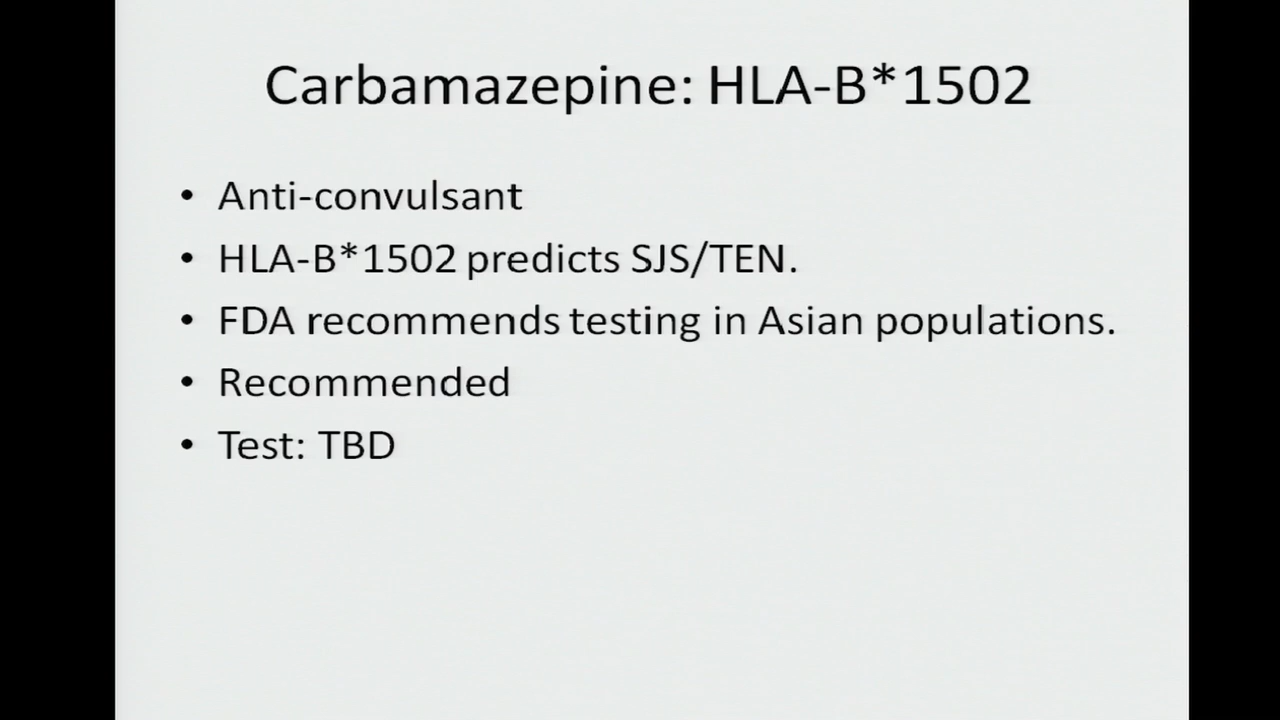 Carbamazepine: HLA-B*1502
• Anti-convulsant
• HLA-B*1502 predicts SJS/TEN.
• FDA recommends testing in Asian populations.
• Recommended
• Test: TBD